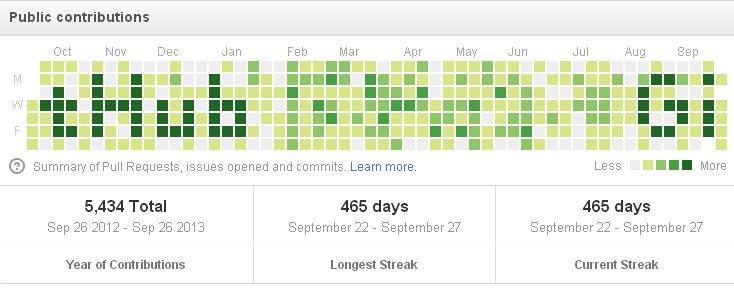 Public contributions
Oct Nov Dec Jan Feb Mar Apr May Jun Jul Aug Sep
M
W
F
Summary of Pull Requests, issues opened and commits. Learn more. Less More
5,434 Total 465 days 465 days
Sep 26 2012 - Sep 26 2013 September 22 - September 27 September 22 - September 27
Year of Contributions Longest Streak Current Streak